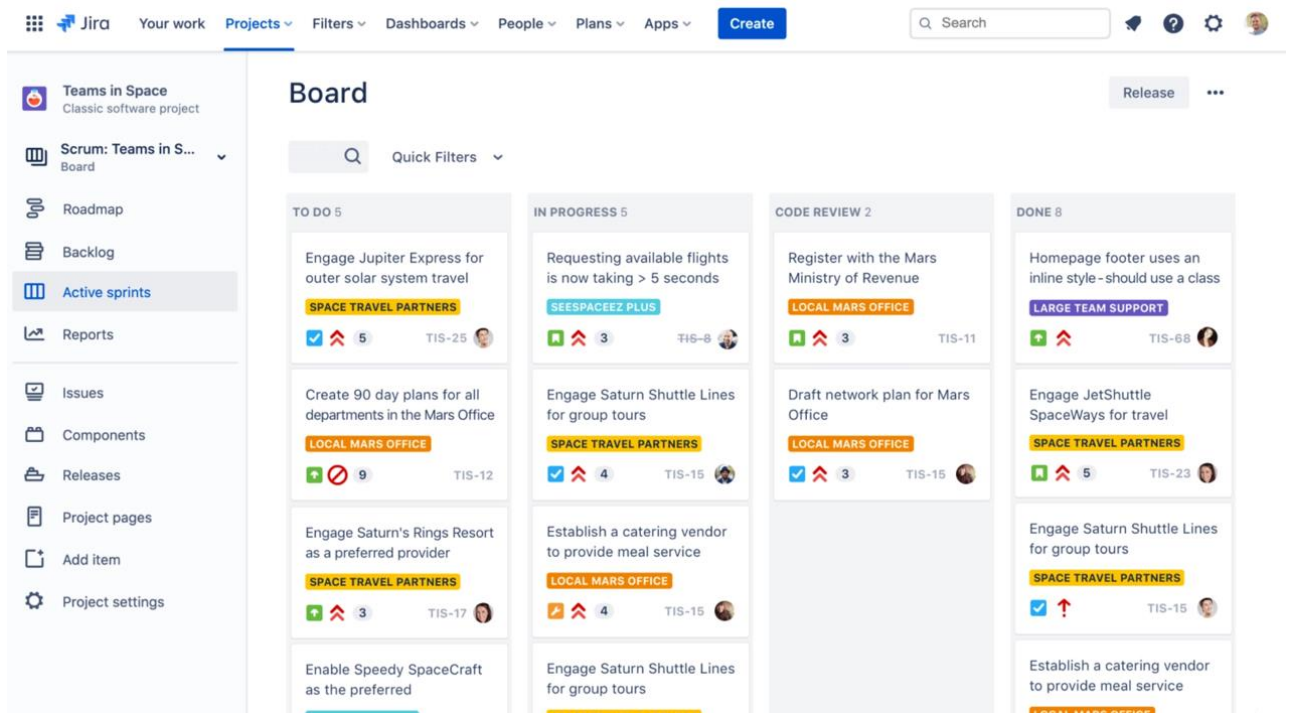 Jira Your work Projects Filters Dashboards People Plans Apps Create Search
Teams in Space
Classic software project
Scrum: Teams in S...
Board
Roadmap
Backlog
Active sprints
Reports
Issues
Components
Releases
Project pages
Add item
Project settings
Board
Release
Quick Filters
TO DO 5
Engage Jupiter Express for
outer solar system travel
SPACE TRAVEL PARTNERS
5 TIS-25
Create 90 day plans for all
departments in the Mars Office
LOCAL MARS OFFICE
9 TIS-12
Engage Saturn's Rings Resort
as a preferred provider
SPACE TRAVEL PARTNERS
3 TIS-17
Enable Speedy SpaceCraft
as the preferred
IN PROGRESS 5
Requesting available flights
is now taking > 5 seconds
SEESPACEEZ PLUS
3 TIS-8
Engage Saturn Shuttle Lines
for group tours
SPACE TRAVEL PARTNERS
4 TIS-15
Establish a catering vendor
to provide meal service
LOCAL MARS OFFICE
4 TIS-15
Engage Saturn Shuttle Lines
for group tours
CODE REVIEW 2
Register with the Mars
Ministry of Revenue
LOCAL MARS OFFICE
3 TIS-11
Draft network plan for Mars
Office
LOCAL MARS OFFICE
3 TIS-15
DONE 8
Homepage footer uses an
inline style-should use a class
LARGE TEAM SUPPORT
TIS-68
Engage JetShuttle
SpaceWays for travel
SPACE TRAVEL PARTNERS
5 TIS-23
Engage Saturn Shuttle Lines
for group tours
SPACE TRAVEL PARTNERS
TIS-15
Establish a catering vendor
to provide meal service
LOCAL MARS OFFICE